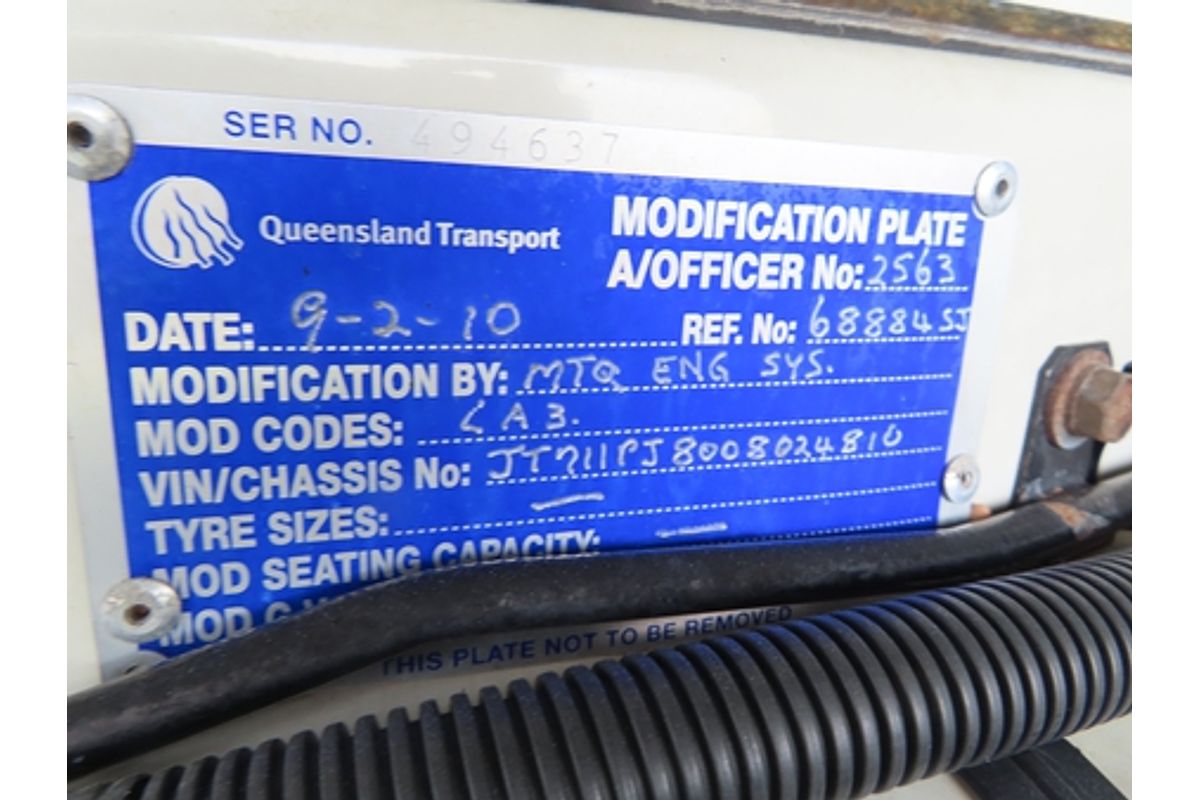 SER NO. 494637
Queensland Transport
MODIFICATION PLATE
A/OFFICER No: 2563
DATE: 9-2-10
REF. No: 68884SJ
MODIFICATION BY: MTQ ENG SYS.
MOD CODES: LA3.
VIN/CHASSIS No: JT711PJ8008024810
TYRE SIZES: —
MOD SEATING CAPACITY: —
MOD
THIS PLATE NOT TO BE REMOVED